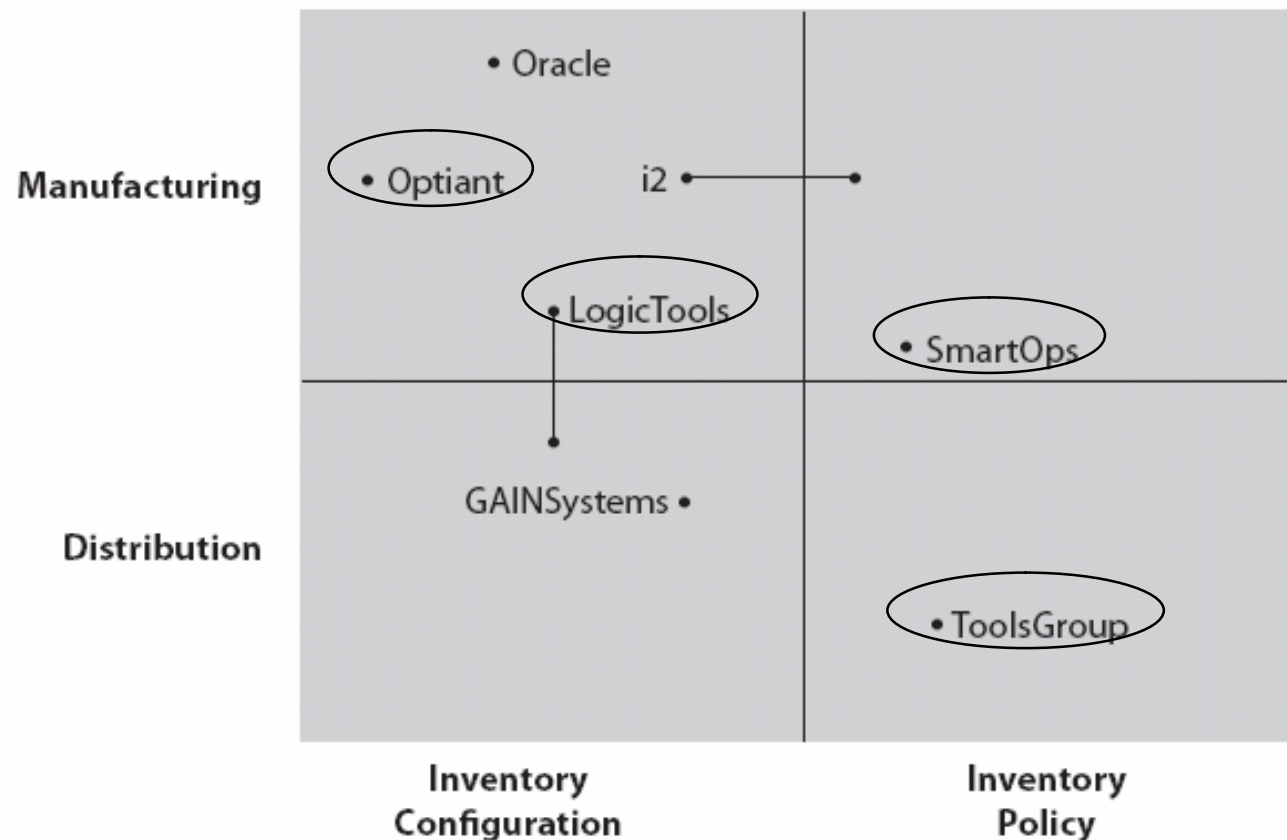 Oracle
Manufacturing
Optiant
i2
LogicTools
SmartOps
GAINSystems
Distribution
ToolsGroup
Inventory
Configuration
Inventory
Policy